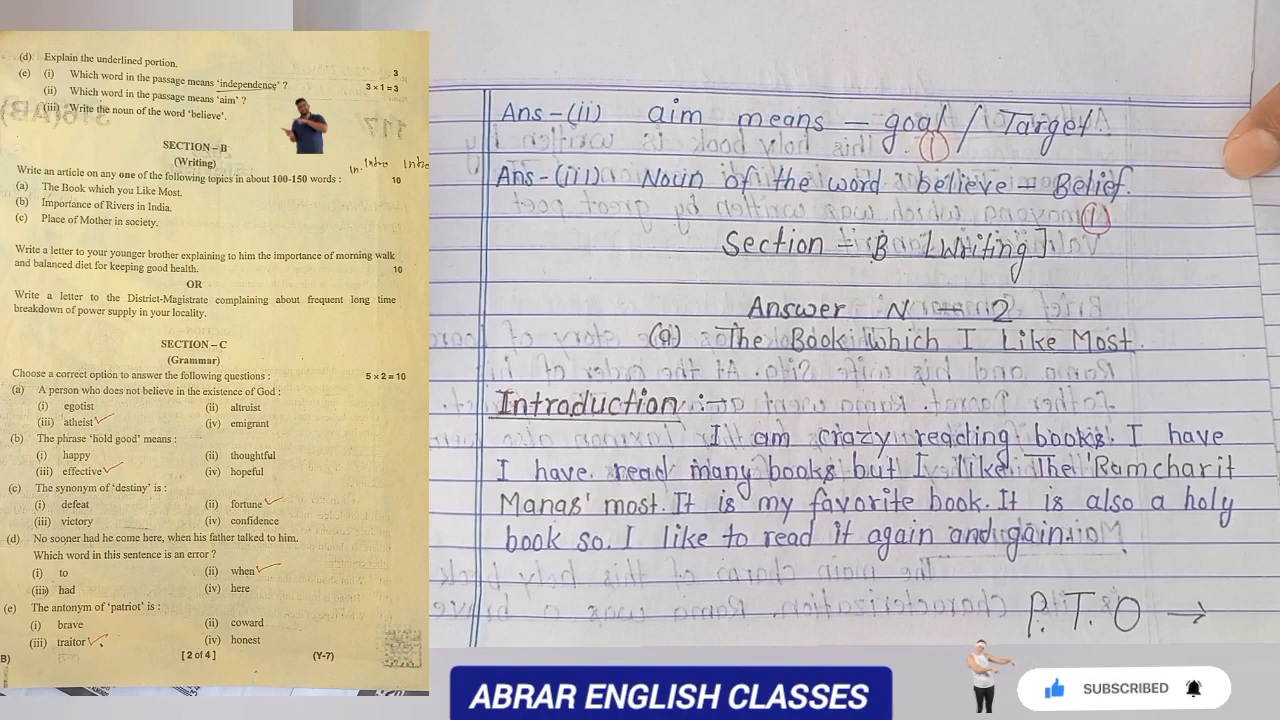 (d) Explain the underlined portion. 3
(e) (i) Which word in the passage means 'independence' ? 3 × 1 = 3
(ii) Which word in the passage means 'aim' ?
(iii) Write the noun of the word 'believe'.
SECTION–B
(Writing)
Write an article on any one of the following topics in about 100-150 words : 10
(a) The Book which you Like Most.
(b) Importance of Rivers in India.
(c) Place of Mother in society.
Write a letter to your younger brother explaining to him the importance of morning walk
and balanced diet for keeping good health. 10
OR
Write a letter to the District-Magistrate complaining about frequent long time
breakdown of power supply in your locality.
SECTION–C
(Grammar)
Choose a correct option to answer the following questions : 5 × 2 = 10
(a) A person who does not believe in the existence of God :
(i) egotist (ii) altruist
(iii) atheist (iv) emigrant
(b) The phrase 'hold good' means :
(i) happy (ii) thoughtful
(iii) effective (iv) hopeful
(c) The synonym of 'destiny' is :
(i) defeat (ii) fortune
(iii) victory (iv) confidence
(d) No sooner had he come here, when his father talked to him.
Which word in this sentence is an error ?
(i) to (ii) when
(iii) had (iv) here
(e) The antonym of 'patriot' is :
(i) brave (ii) coward
(iii) traitor (iv) honest
B) [ 2 of 4 ] (Y-7)
Ans-(ii) aim means – goal / Target.
(1)
Ans-(iii) Noun of the word believe – Belief.
(1)
Section – B [Writing]
Answer N – 2
(a) The Book which I Like Most.
Introduction :-
I am crazy reading books. I have
I have read many books but I like The 'Ramcharit
Manas' most. It is my favorite book. It is also a holy
book so. I like to read it again and gain.
P.T.O →
ABRAR ENGLISH CLASSES
SUBSCRIBED